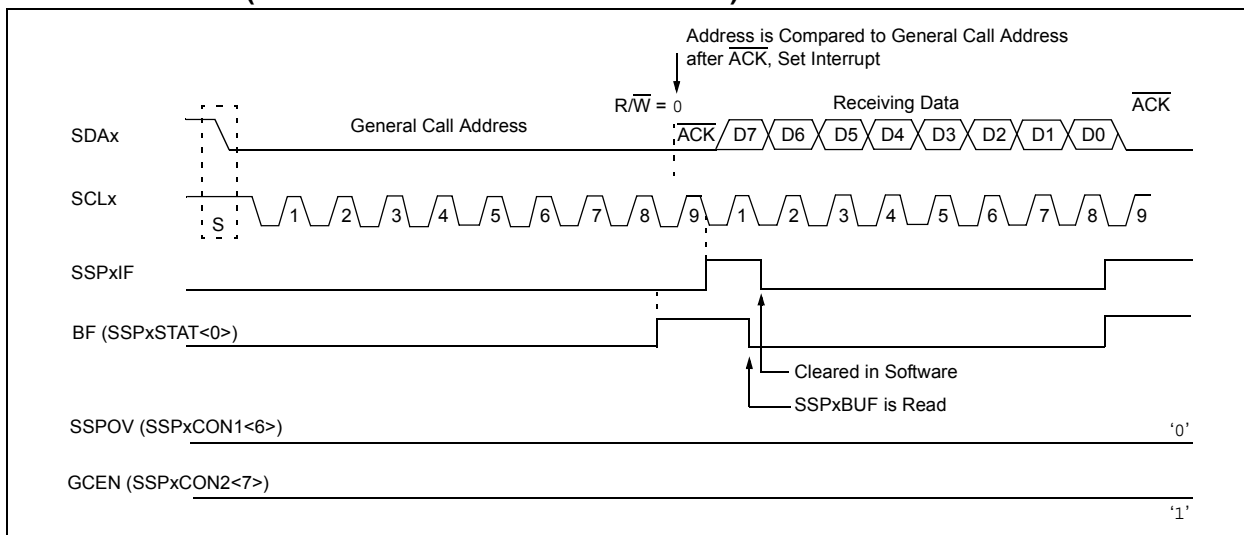 Address is Compared to General Call Address
after ACK, Set Interrupt
R/W = 0
Receiving Data
ACK
SDAx
General Call Address
ACK D7 D6 D5 D4 D3 D2 D1 D0
SCLx
S
1 2 3 4 5 6 7 8 9 1 2 3 4 5 6 7 8 9
SSPxIF
BF (SSPxSTAT<0>)
Cleared in Software
SSPxBUF is Read
SSPOV (SSPxCON1<6>)
‘0’
GCEN (SSPxCON2<7>)
‘1’